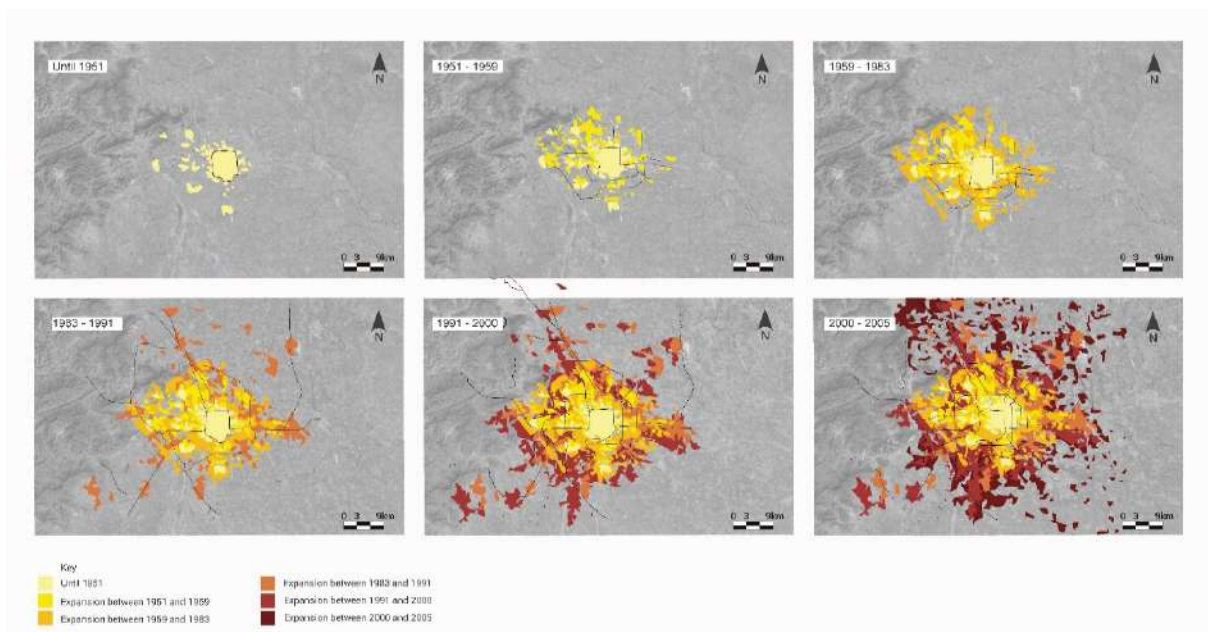 Until 1951
N
0 3 9km
1951 - 1959
N
0 3 9km
1959 - 1983
N
0 3 9km
1983 - 1991
N
0 3 9km
1991 - 2000
N
0 3 9km
2000 - 2005
N
0 3 9km
Key
Until 1951
Expansion between 1951 and 1959
Expansion between 1959 and 1983
Expansion between 1983 and 1991
Expansion between 1991 and 2000
Expansion between 2000 and 2005